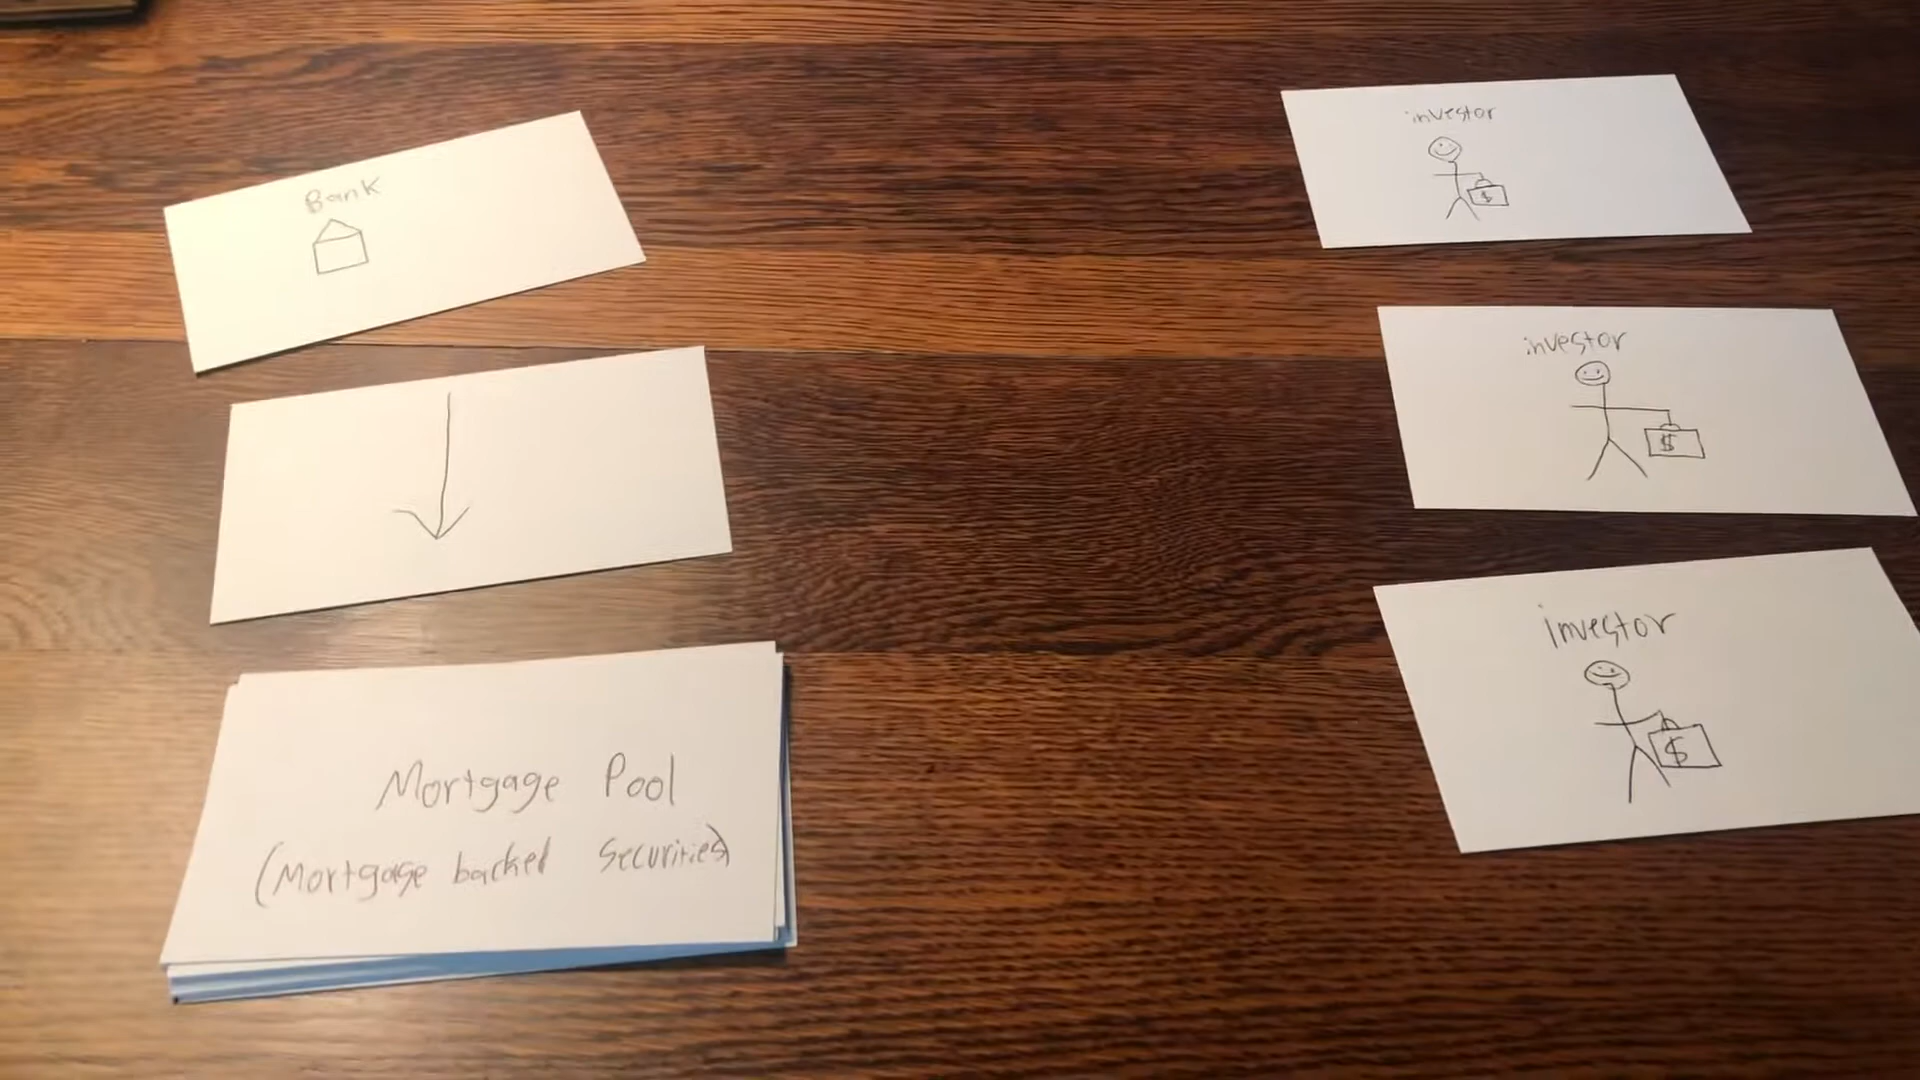 Bank
Mortgage Pool
(Mortgage backed securities)
investor
$
investor
$
investor
$